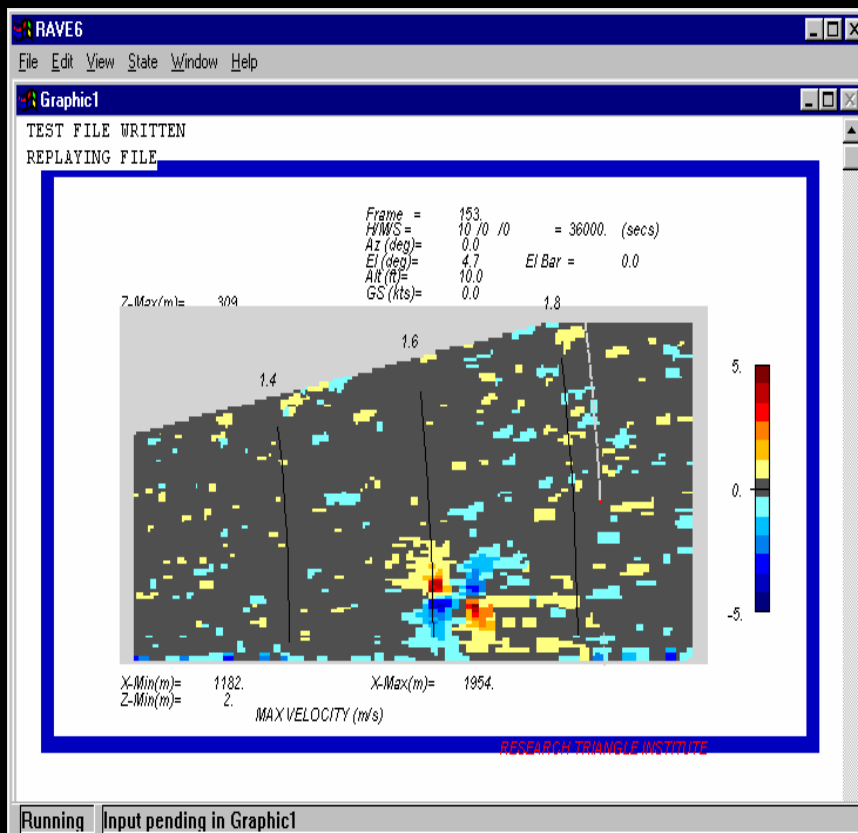 RAVE6
File Edit View State Window Help
Graphic1
TEST FILE WRITTEN
REPLAYING FILE
Frame = 153.
H/M/S = 10 /0 /0 = 36000. (secs)
Az (deg)= 0.0
El (deg)= 4.7 El Bar = 0.0
Alt (ft)= 10.0
GS (kts)= 0.0
Z-Max(m)= 309.
1.8
1.6
1.4
5.
0.
-5.
X-Min(m)= 1182. X-Max(m)= 1954.
Z-Min(m)= 2.
MAX VELOCITY (m/s)
RESEARCH TRIANGLE INSTITUTE
Running Input pending in Graphic1